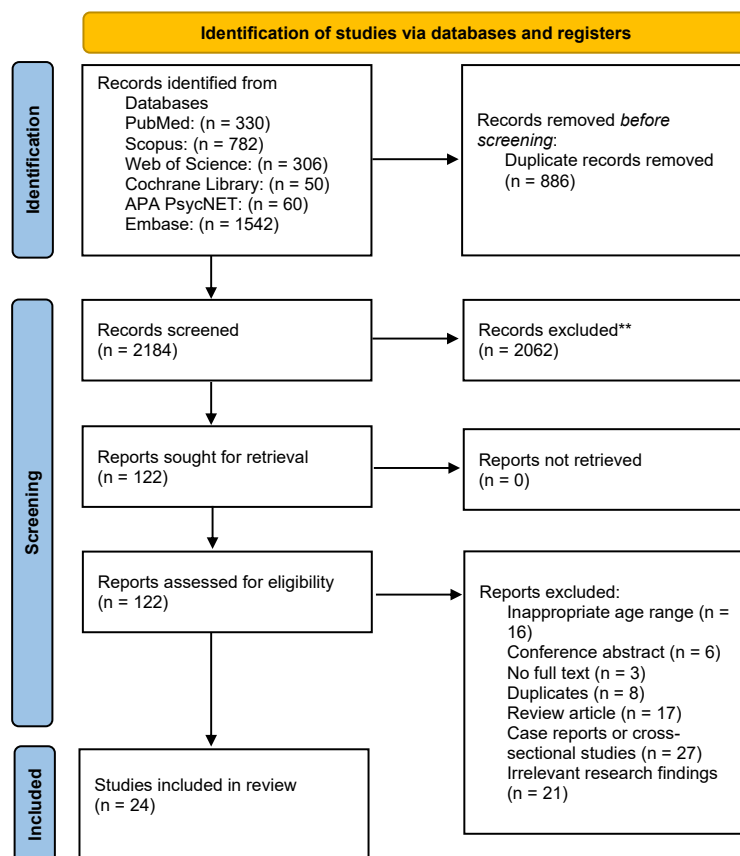 Identification of studies via databases and registers
Identification
Records identified from
Databases
PubMed: (n = 330)
Scopus: (n = 782)
Web of Science: (n = 306)
Cochrane Library: (n = 50)
APA PsycNET: (n = 60)
Embase: (n = 1542)
Records removed before
screening:
Duplicate records removed
(n = 886)
Screening
Records screened
(n = 2184)
Records excluded**
(n = 2062)
Reports sought for retrieval
(n = 122)
Reports not retrieved
(n = 0)
Reports assessed for eligibility
(n = 122)
Reports excluded:
Inappropriate age range (n =
16)
Conference abstract (n = 6)
No full text (n = 3)
Duplicates (n = 8)
Review article (n = 17)
Case reports or cross-
sectional studies (n = 27)
Irrelevant research findings
(n = 21)
Included
Studies included in review
(n = 24)